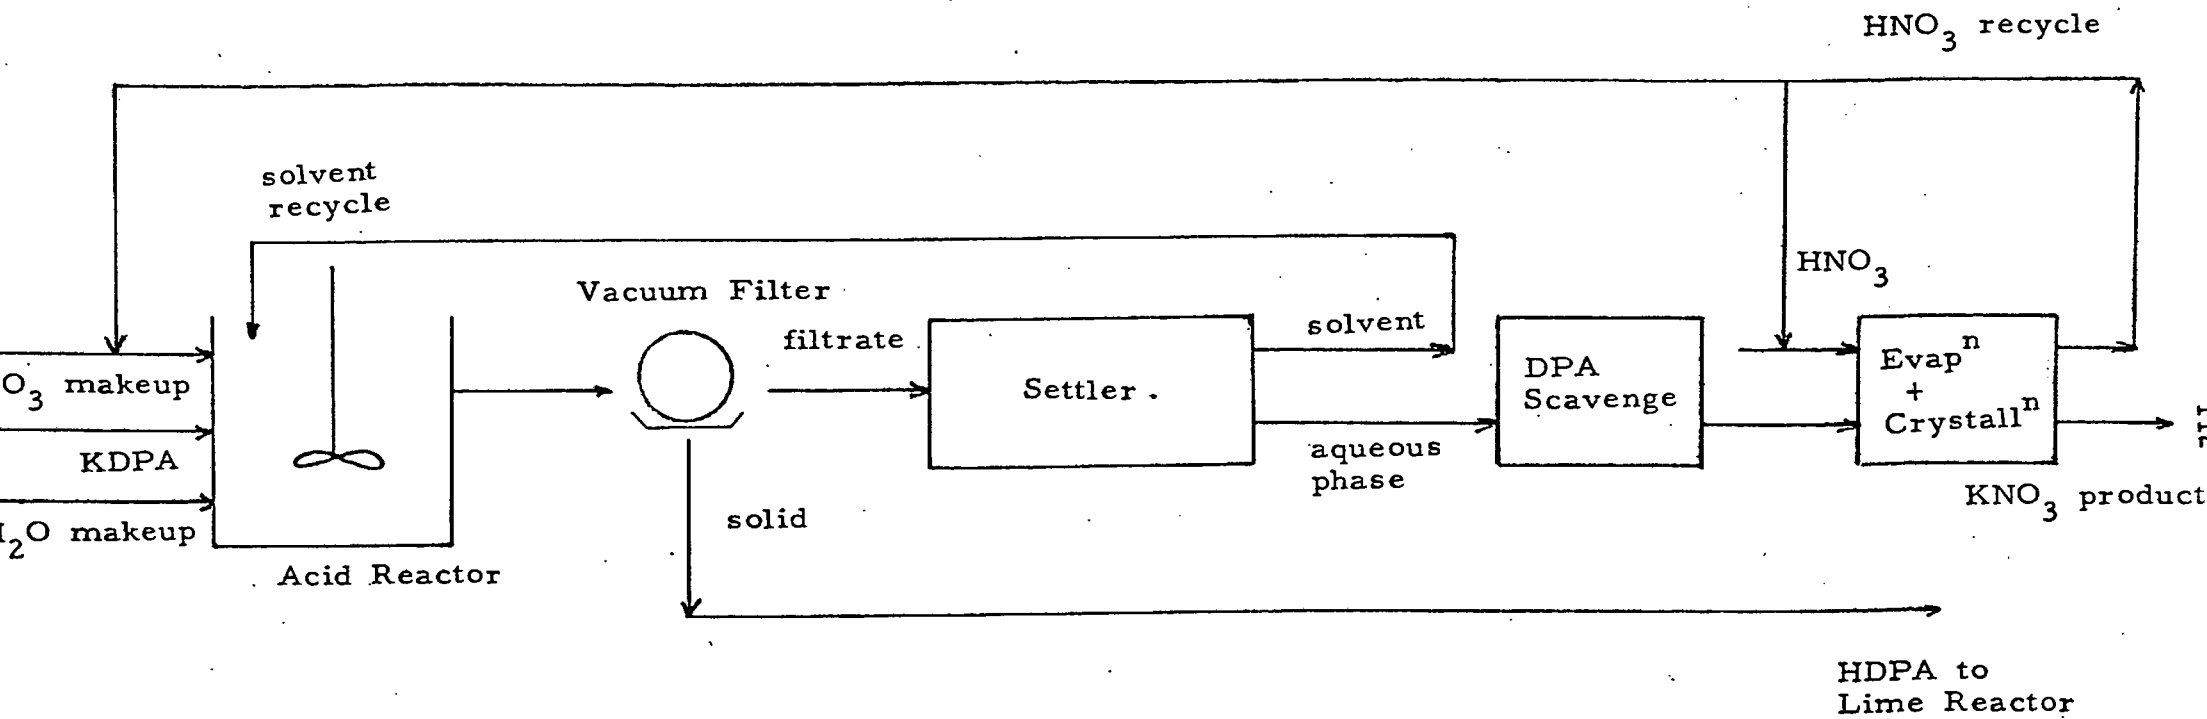 HNO3 recycle
solvent
recycle
Vacuum Filter
filtrate
solvent
HNO3
O3 makeup
KDPA
2O makeup
Settler.
DPA
Scavenge
Evapn
+
Crystalln
aqueous
phase
solid
KNO3 product
Acid Reactor
HDPA to
Lime Reactor